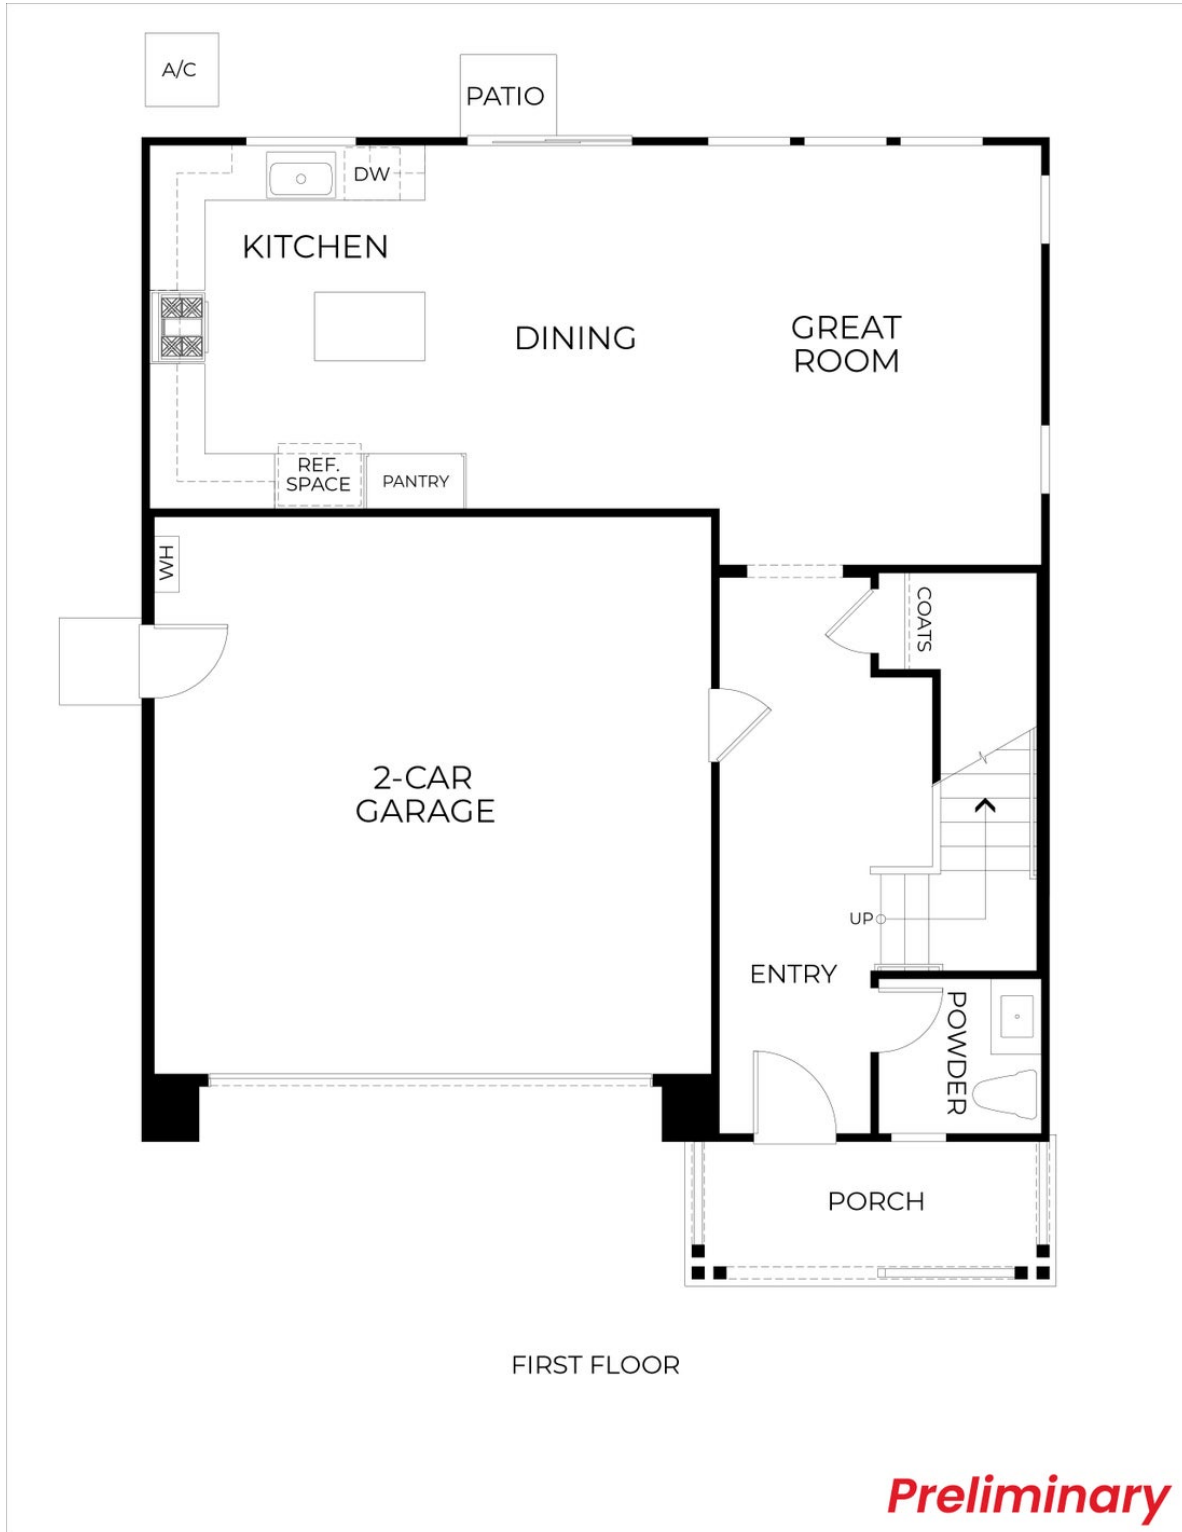 A/C
PATIO
DW
KITCHEN
DINING
GREAT
ROOM
REF.
SPACE
PANTRY
WH
COATS
2-CAR
GARAGE
UP
ENTRY
POWDER
PORCH
FIRST FLOOR
Preliminary